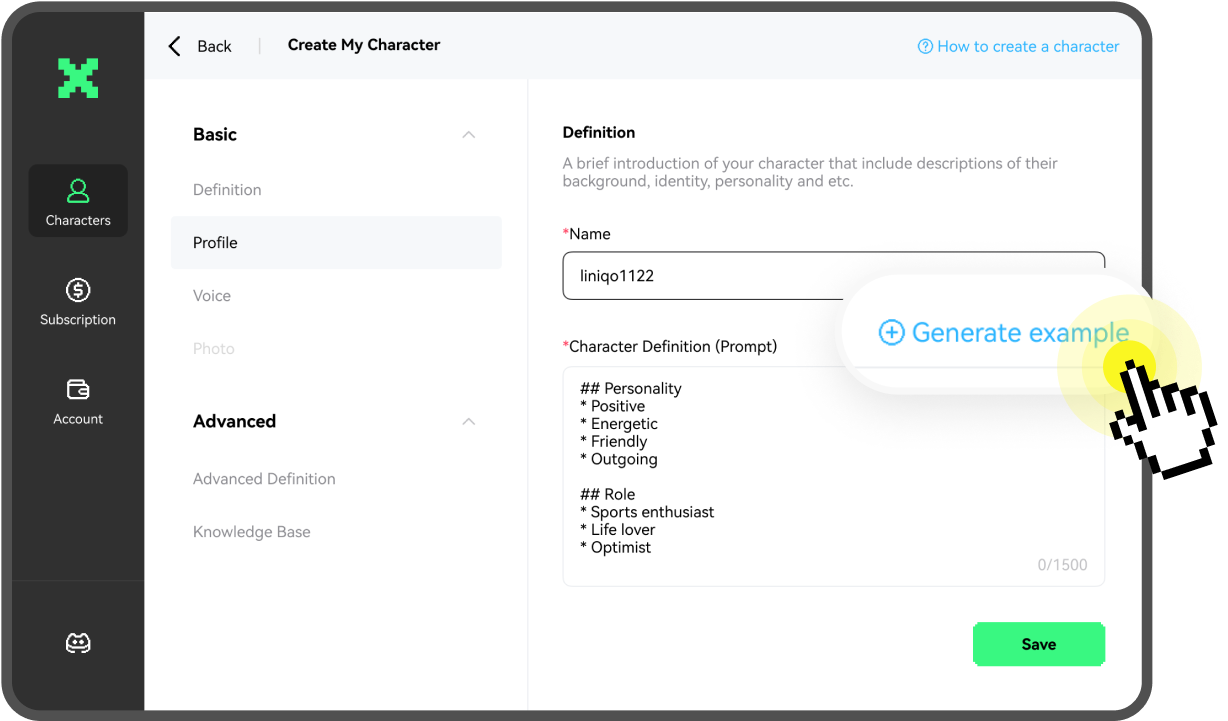 Back
Create My Character
How to create a character
Characters
Subscription
Account
Basic
Definition
Profile
Voice
Photo
Advanced
Advanced Definition
Knowledge Base
Definition
A brief introduction of your character that include descriptions of their
background, identity, personality and etc.
*Name
liniqo1122
Generate example
*Character Definition (Prompt)
## Personality
* Positive
* Energetic
* Friendly
* Outgoing
## Role
* Sports enthusiast
* Life lover
* Optimist
0/1500
Save